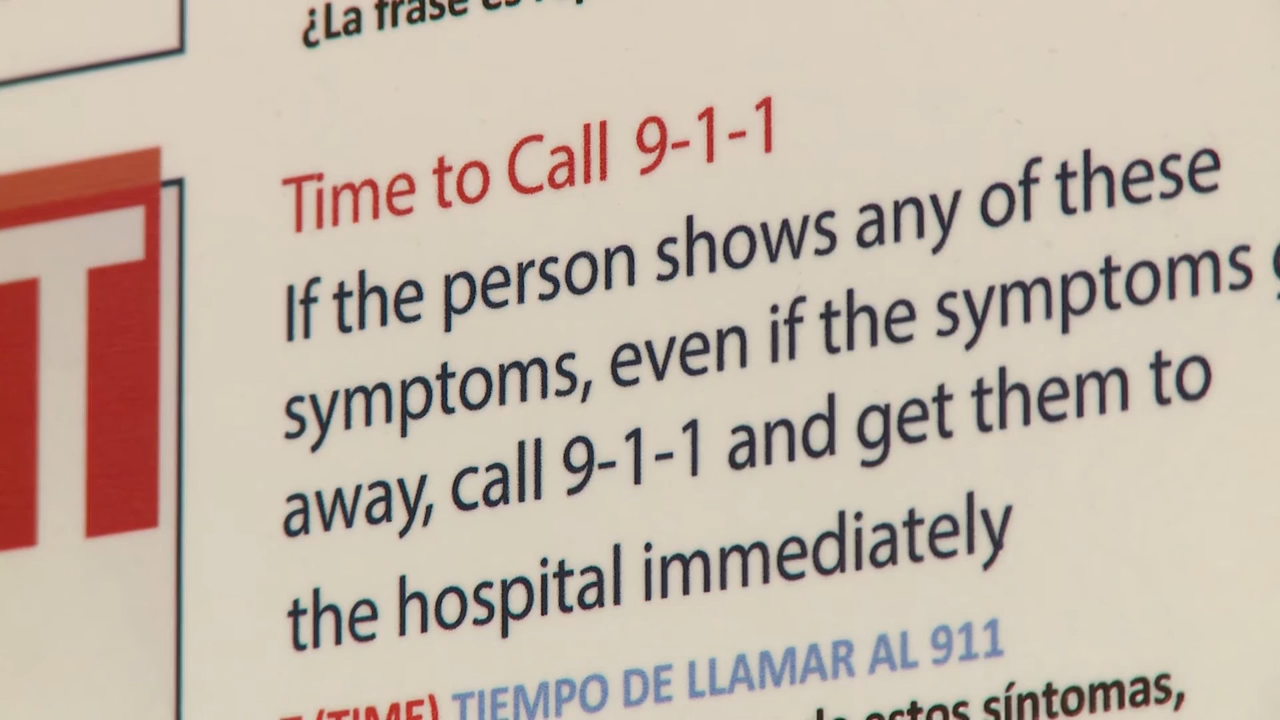 ¿La frase es
Time to Call 9-1-1
T
If the person shows any of these
symptoms, even if the symptoms
away, call 9-1-1 and get them to
the hospital immediately
T (TIME) TIEMPO DE LLAMAR AL 911
estos síntomas,